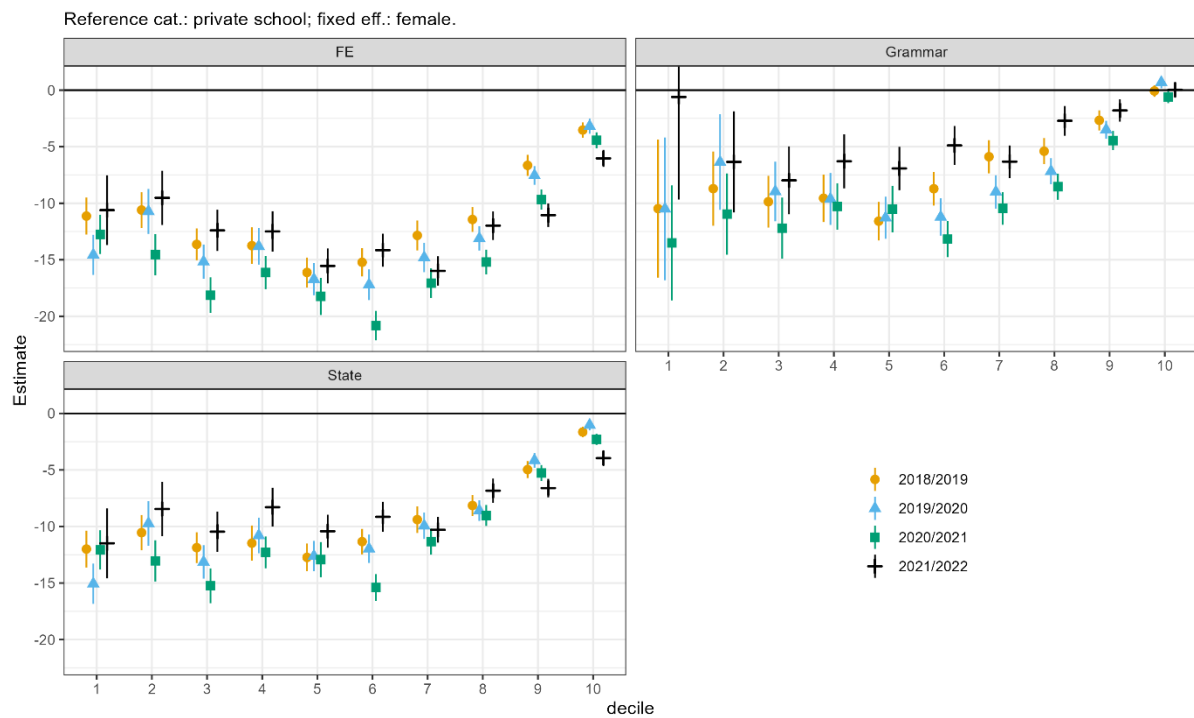 Reference cat.: private school; fixed eff.: female.
FE
Grammar
0
-5
-10
-15
-20
1 2 3 4 5 6 7 8 9 10
State
0
-5
-10
-15
-20
1 2 3 4 5 6 7 8 9 10
Estimate
decile
2018/2019
2019/2020
2020/2021
2021/2022